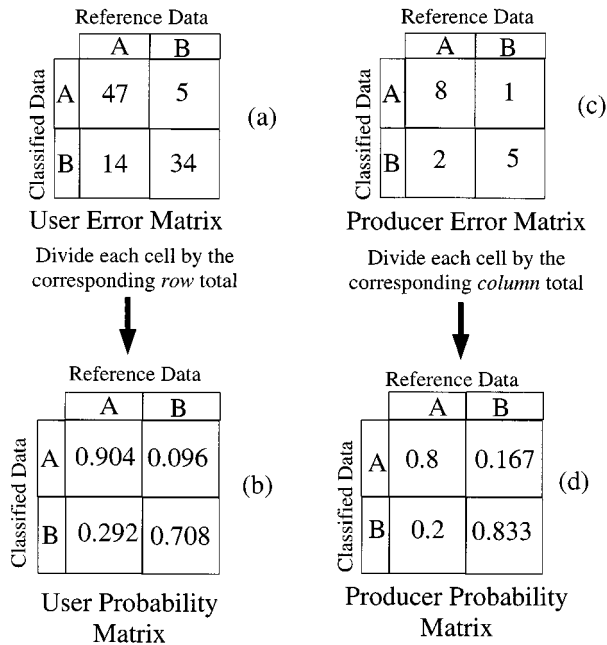 Reference Data
A B
Classified Data
A 47 5
B 14 34
(a)
User Error Matrix
Divide each cell by the
corresponding row total
Reference Data
A B
Classified Data
A 0.904 0.096
B 0.292 0.708
(b)
User Probability
Matrix
Reference Data
A B
Classified Data
A 8 1
B 2 5
(c)
Producer Error Matrix
Divide each cell by the
corresponding column total
Reference Data
A B
Classified Data
A 0.8 0.167
B 0.2 0.833
(d)
Producer Probability
Matrix